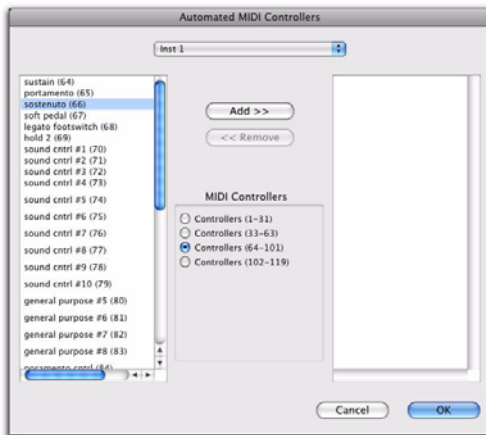 Automated MIDI Controllers
Inst 1
sustain (64)
portamento (65)
sostenuto (66)
soft pedal (67)
legato footswitch (68)
hold 2 (69)
sound cntrl #1 (70)
sound cntrl #2 (71)
sound cntrl #3 (72)
sound cntrl #4 (73)
sound cntrl #5 (74)
sound cntrl #6 (75)
sound cntrl #7 (76)
sound cntrl #8 (77)
sound cntrl #9 (78)
sound cntrl #10 (79)
general purpose #5 (80)
general purpose #6 (81)
general purpose #7 (82)
general purpose #8 (83)
Add >>
<< Remove
MIDI Controllers
Controllers (1-31)
Controllers (33-63)
Controllers (64-101)
Controllers (102-119)
Cancel
OK